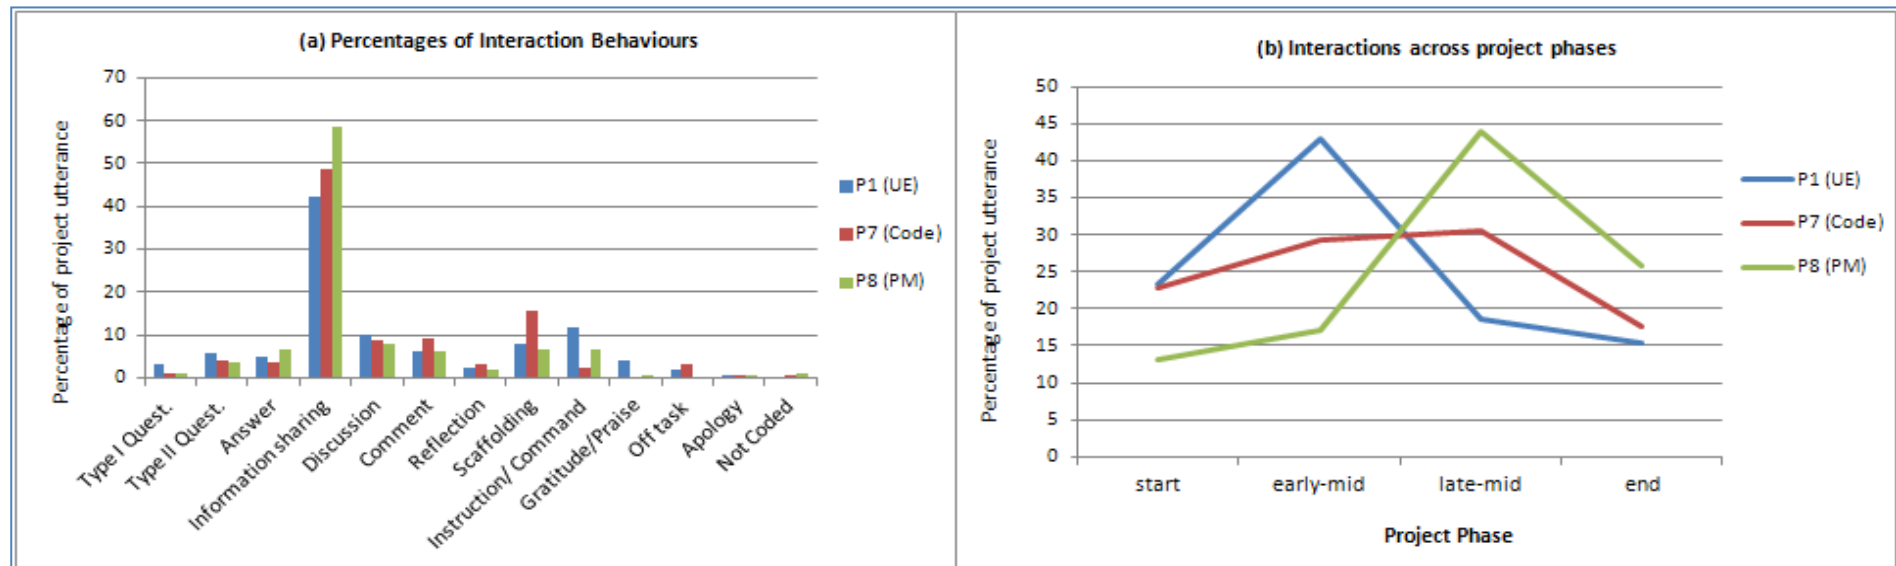 (a) Percentages of Interaction Behaviours
Percentage of project utterance
70
60
50
40
30
20
10
0
Type I Quest.
Type II Quest.
Answer
Information sharing
Discussion
Comment
Reflection
Scaffolding
Instruction/ Command
Gratitude/Praise
Off task
Apology
Not Coded
P1 (UE)
P7 (Code)
P8 (PM)
(b) Interactions across project phases
Percentage of project utterance
50
45
40
35
30
25
20
15
10
5
0
start
early-mid
late-mid
end
Project Phase
P1 (UE)
P7 (Code)
P8 (PM)